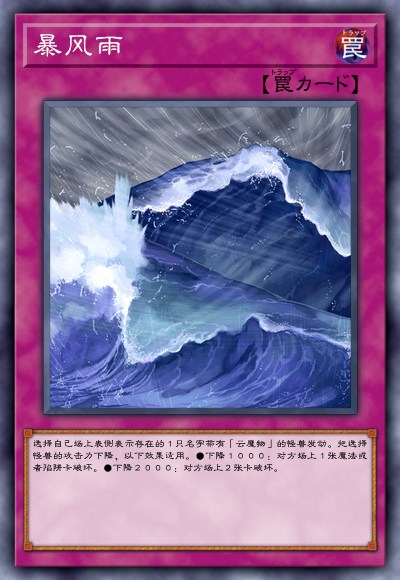 暴风雨
トラップ
罠
トラップ
【罠カード】
选择自己场上表侧表示存在的1只名字带有「云魔物」的怪兽发动。把选择
怪兽的攻击力下降,以下效果适用。●下降1000:对方场上1张魔法或
者陷阱卡破坏。●下降2000:对方场上2张卡破坏。